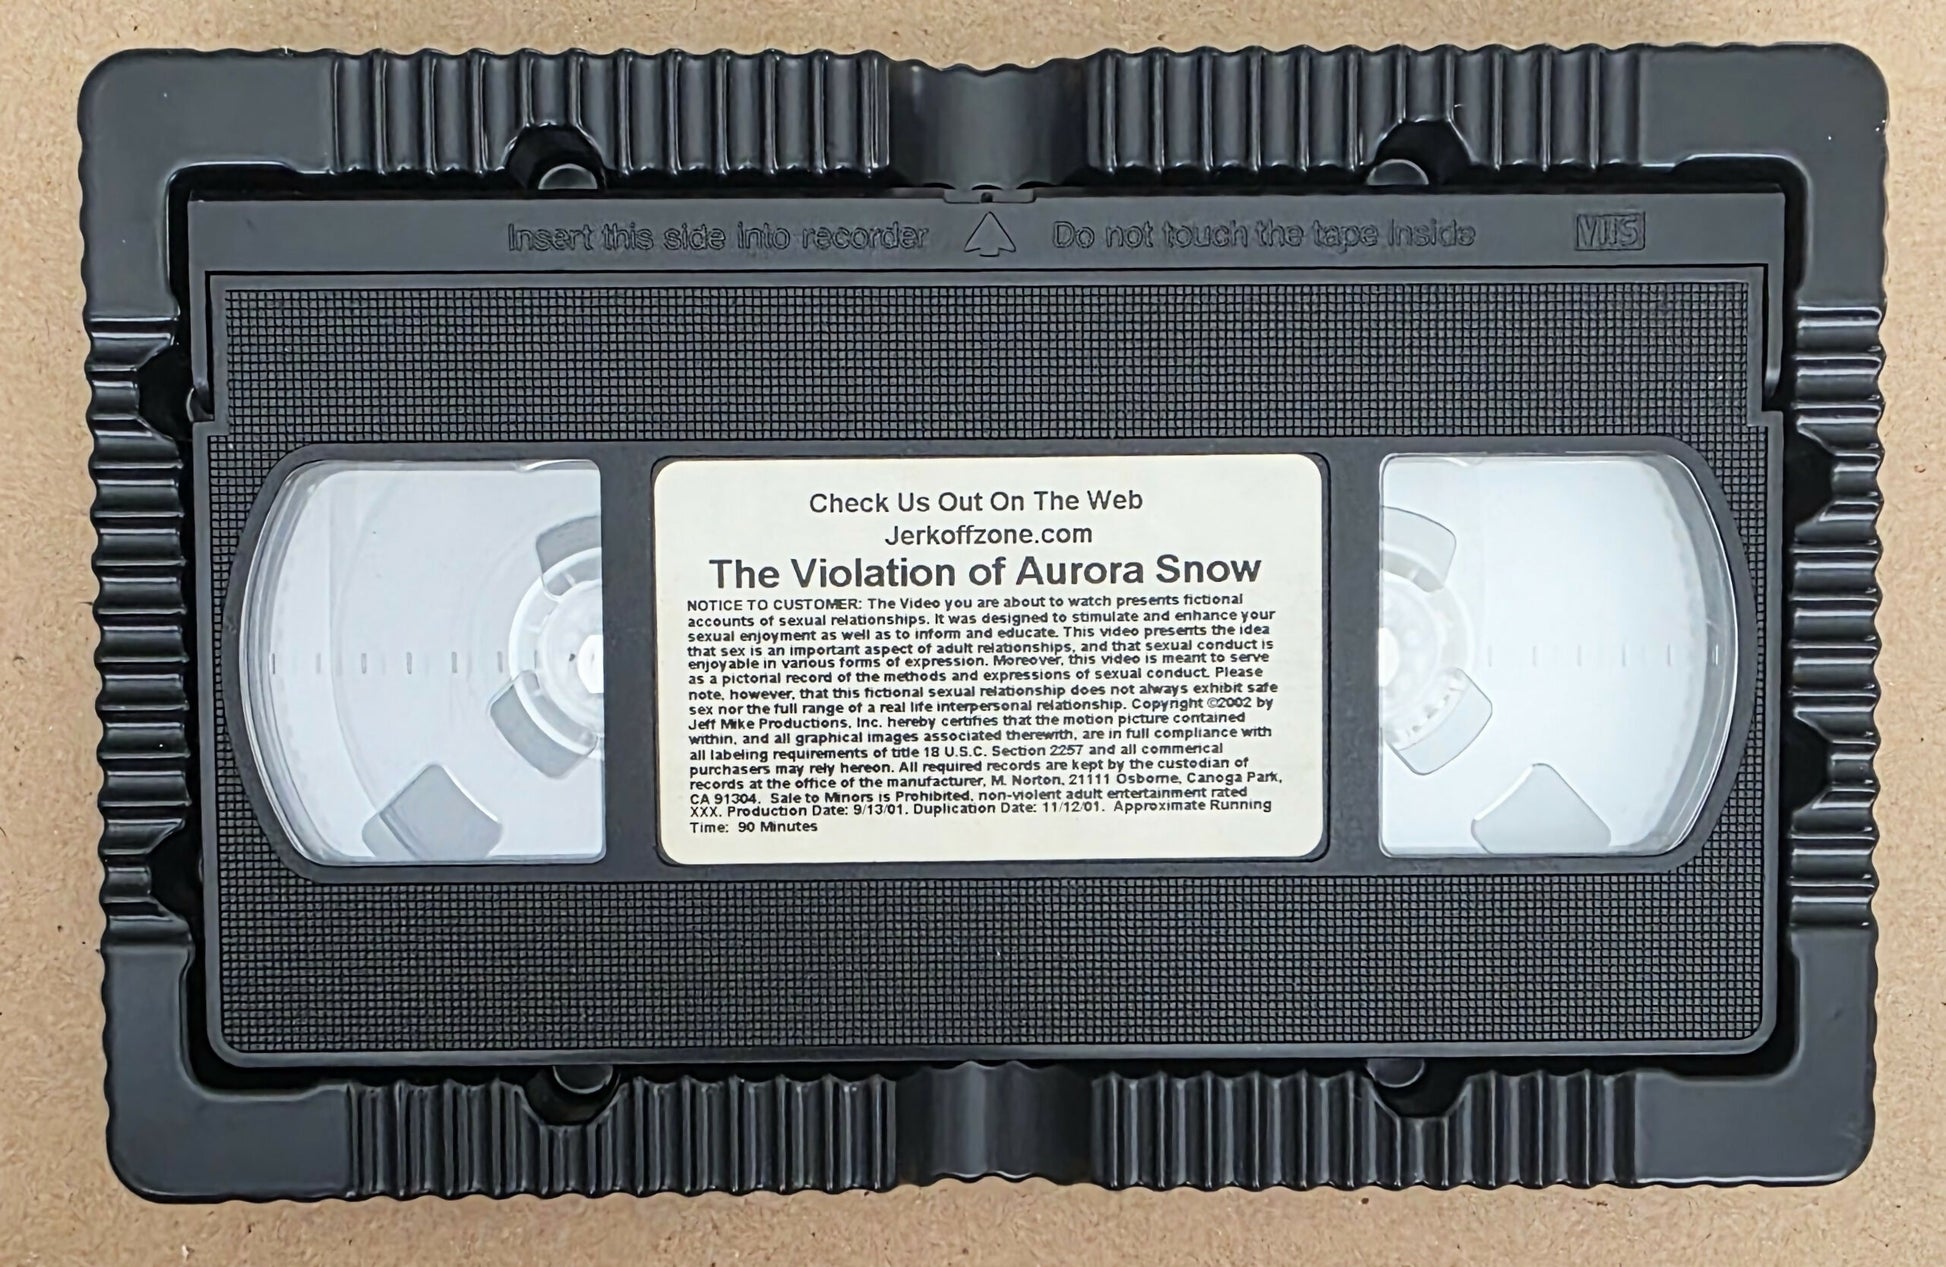 Insert this side into recorder Do not touch the tape inside VHS
Check Us Out On The Web
Jerkoffzone.com
The Violation of Aurora Snow
NOTICE TO CUSTOMER: The Video you are about to watch presents fictional
accounts of sexual relationships. It was designed to stimulate and enhance your
sexual enjoyment as well as to inform and educate. This video presents the idea
that sex is an important aspect of adult relationships, and that sexual conduct is
enjoyable in various forms of expression. Moreover, this video is meant to serve
as a pictorial record of the methods and expressions of sexual conduct. Please
note, however, that this fictional sexual relationship does not always exhibit safe
sex nor the full range of a real life interpersonal relationship. Copyright ©2002 by
Jeff Mike Productions, Inc. hereby certifies that the motion picture contained
within, and all graphical images associated therewith, are in full compliance with
all labeling requirements of title 18 U.S.C. Section 2257 and all commerical
purchasers may rely hereon. All required records are kept by the custodian of
records at the office of the manufacturer, M. Norton, 21111 Osborne, Canoga Park,
CA 91304. Sale to Minors is Prohibited. non-violent adult entertainment rated
XXX. Production Date: 9/13/01. Duplication Date: 11/12/01. Approximate Running
Time: 90 Minutes